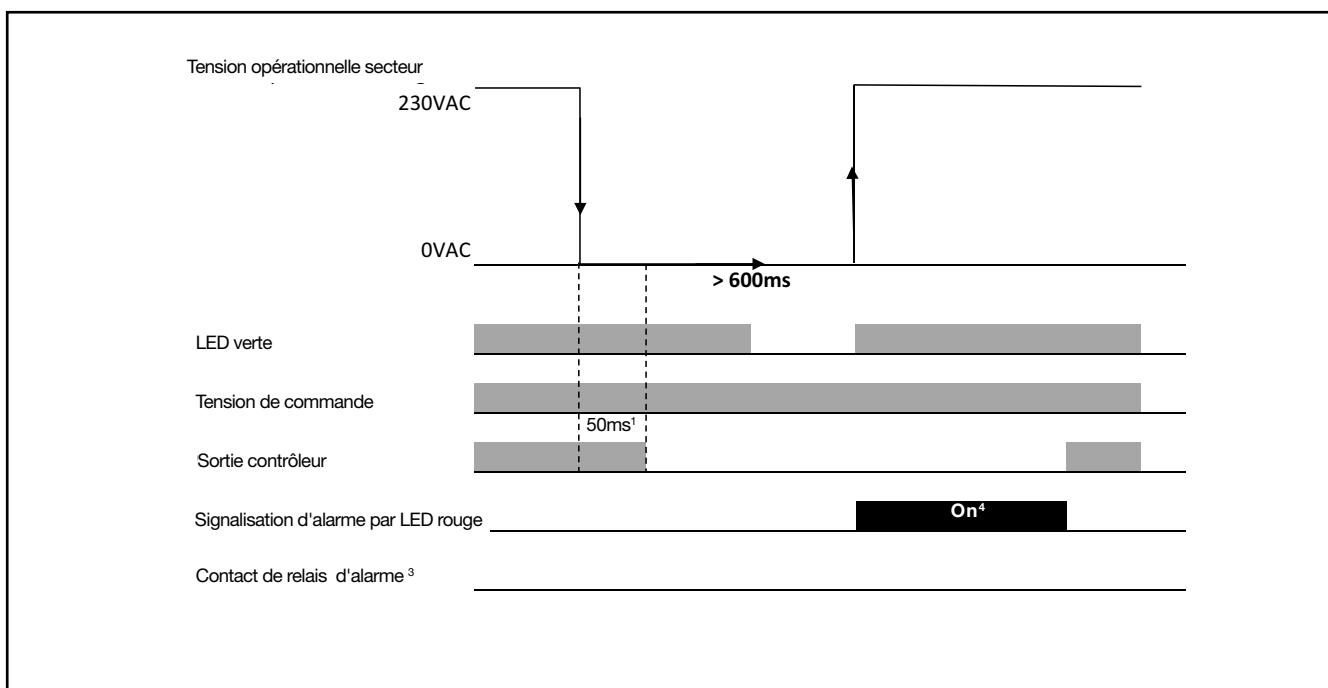 Tension opérationnelle secteur
230VAC
0VAC
> 600ms
LED verte
Tension de commande
50ms¹
Sortie contrôleur
Signalisation d'alarme par LED rouge
On⁴
Contact de relais d'alarme ³